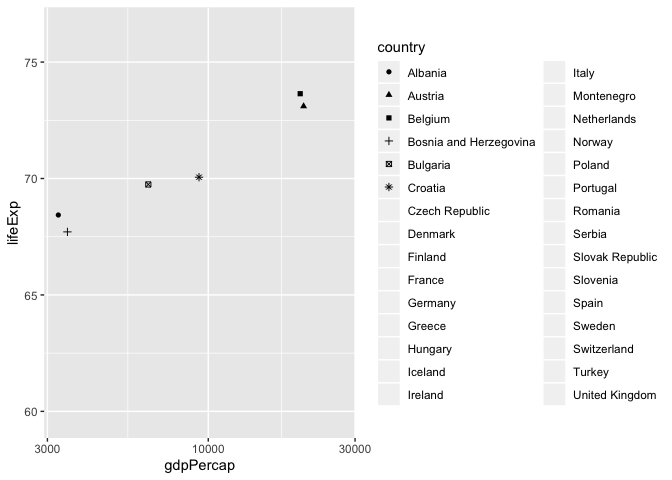 country
75
70
65
60
lifeExp
3000
10000
30000
gdpPercap
Albania
Austria
Belgium
Bosnia and Herzegovina
Bulgaria
Croatia
Czech Republic
Denmark
Finland
France
Germany
Greece
Hungary
Iceland
Ireland
Italy
Montenegro
Netherlands
Norway
Poland
Portugal
Romania
Serbia
Slovak Republic
Slovenia
Spain
Sweden
Switzerland
Turkey
United Kingdom